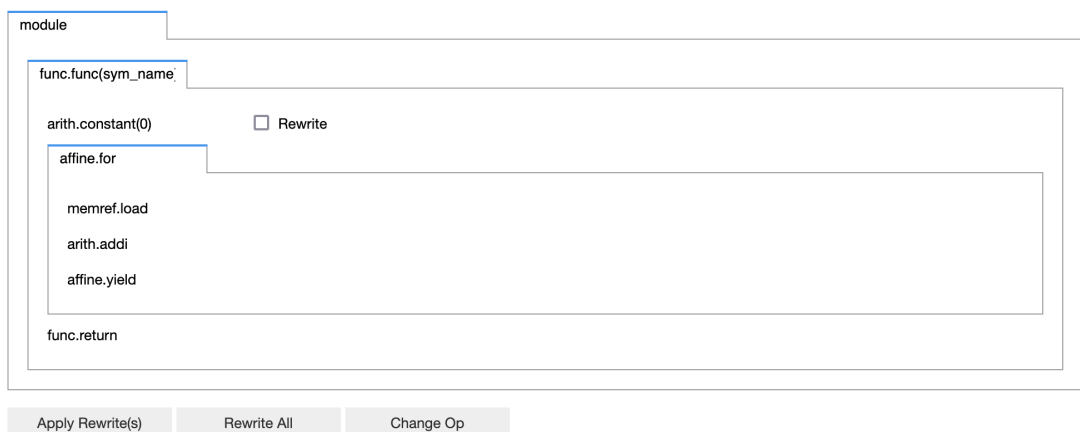 module
func.func(sym_name
arith.constant(0) Rewrite
affine.for
memref.load
arith.addi
affine.yield
func.return
Apply Rewrite(s) Rewrite All Change Op